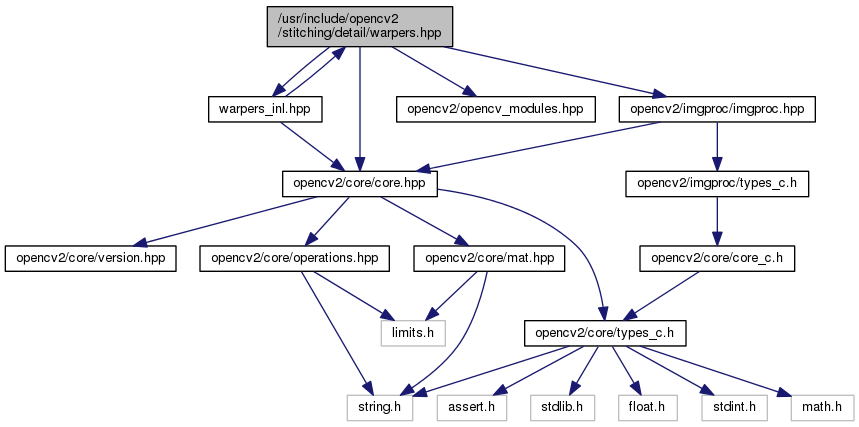 /usr/include/opencv2
/stitching/detail/warpers.hpp
warpers_inl.hpp
opencv2/opencv_modules.hpp
opencv2/imgproc/imgproc.hpp
opencv2/core/core.hpp
opencv2/imgproc/types_c.h
opencv2/core/version.hpp
opencv2/core/operations.hpp
opencv2/core/mat.hpp
opencv2/core/core_c.h
limits.h
opencv2/core/types_c.h
string.h
assert.h
stdlib.h
float.h
stdint.h
math.h